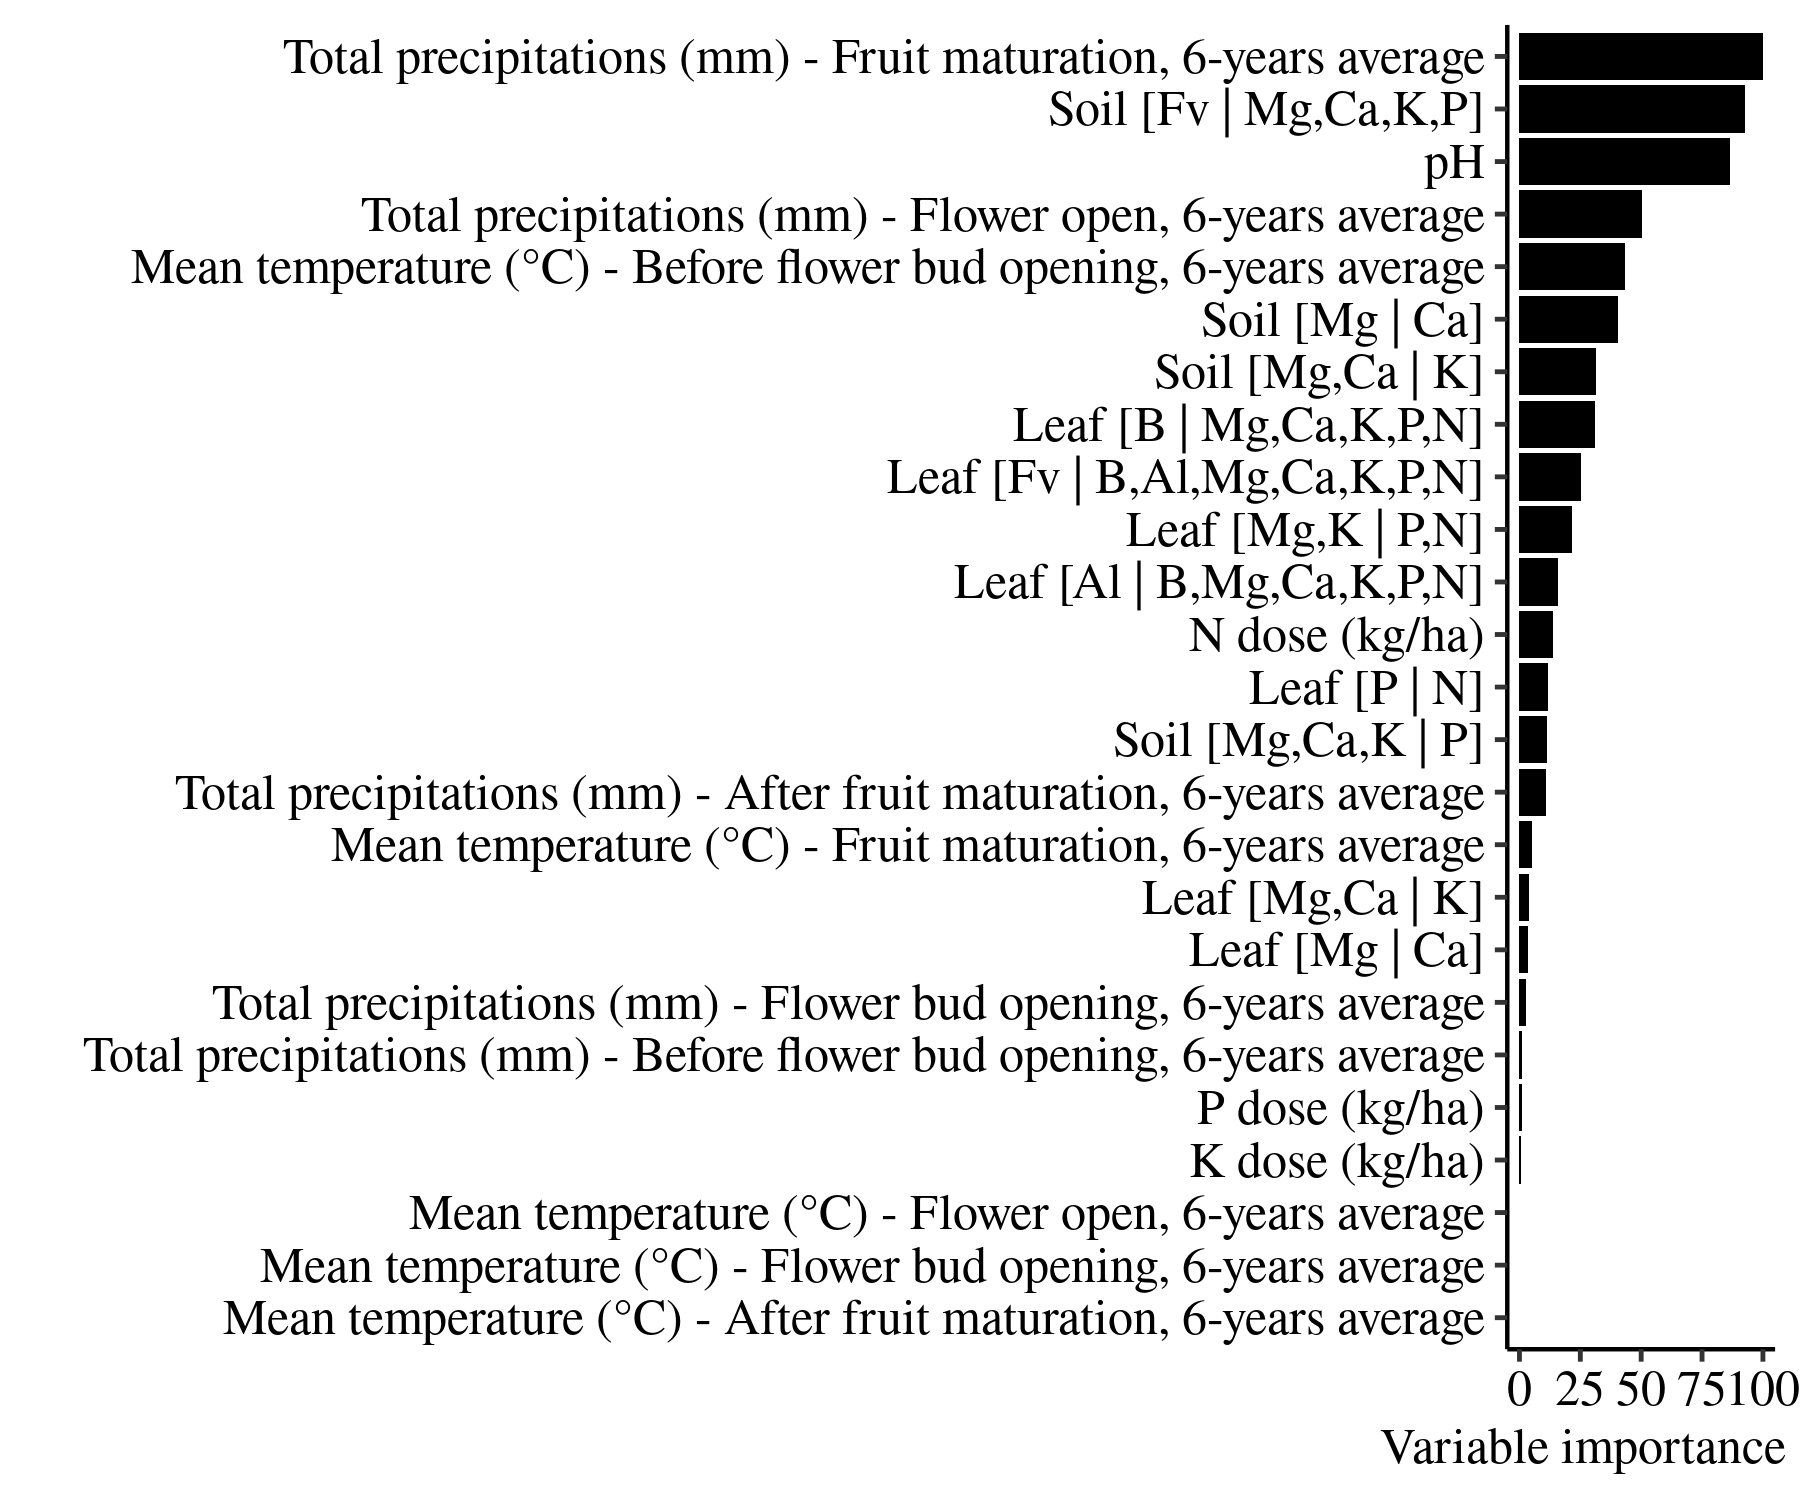 Total precipitations (mm) - Fruit maturation, 6-years average
Soil [Fv | Mg,Ca,K,P]
pH
Total precipitations (mm) - Flower open, 6-years average
Mean temperature (°C) - Before flower bud opening, 6-years average
Soil [Mg | Ca]
Soil [Mg,Ca | K]
Leaf [B | Mg,Ca,K,P,N]
Leaf [Fv | B,Al,Mg,Ca,K,P,N]
Leaf [Mg,K | P,N]
Leaf [Al | B,Mg,Ca,K,P,N]
N dose (kg/ha)
Leaf [P | N]
Soil [Mg,Ca,K | P]
Total precipitations (mm) - After fruit maturation, 6-years average
Mean temperature (°C) - Fruit maturation, 6-years average
Leaf [Mg,Ca | K]
Leaf [Mg | Ca]
Total precipitations (mm) - Flower bud opening, 6-years average
Total precipitations (mm) - Before flower bud opening, 6-years average
P dose (kg/ha)
K dose (kg/ha)
Mean temperature (°C) - Flower open, 6-years average
Mean temperature (°C) - Flower bud opening, 6-years average
Mean temperature (°C) - After fruit maturation, 6-years average
0 25 50 75 100
Variable importance